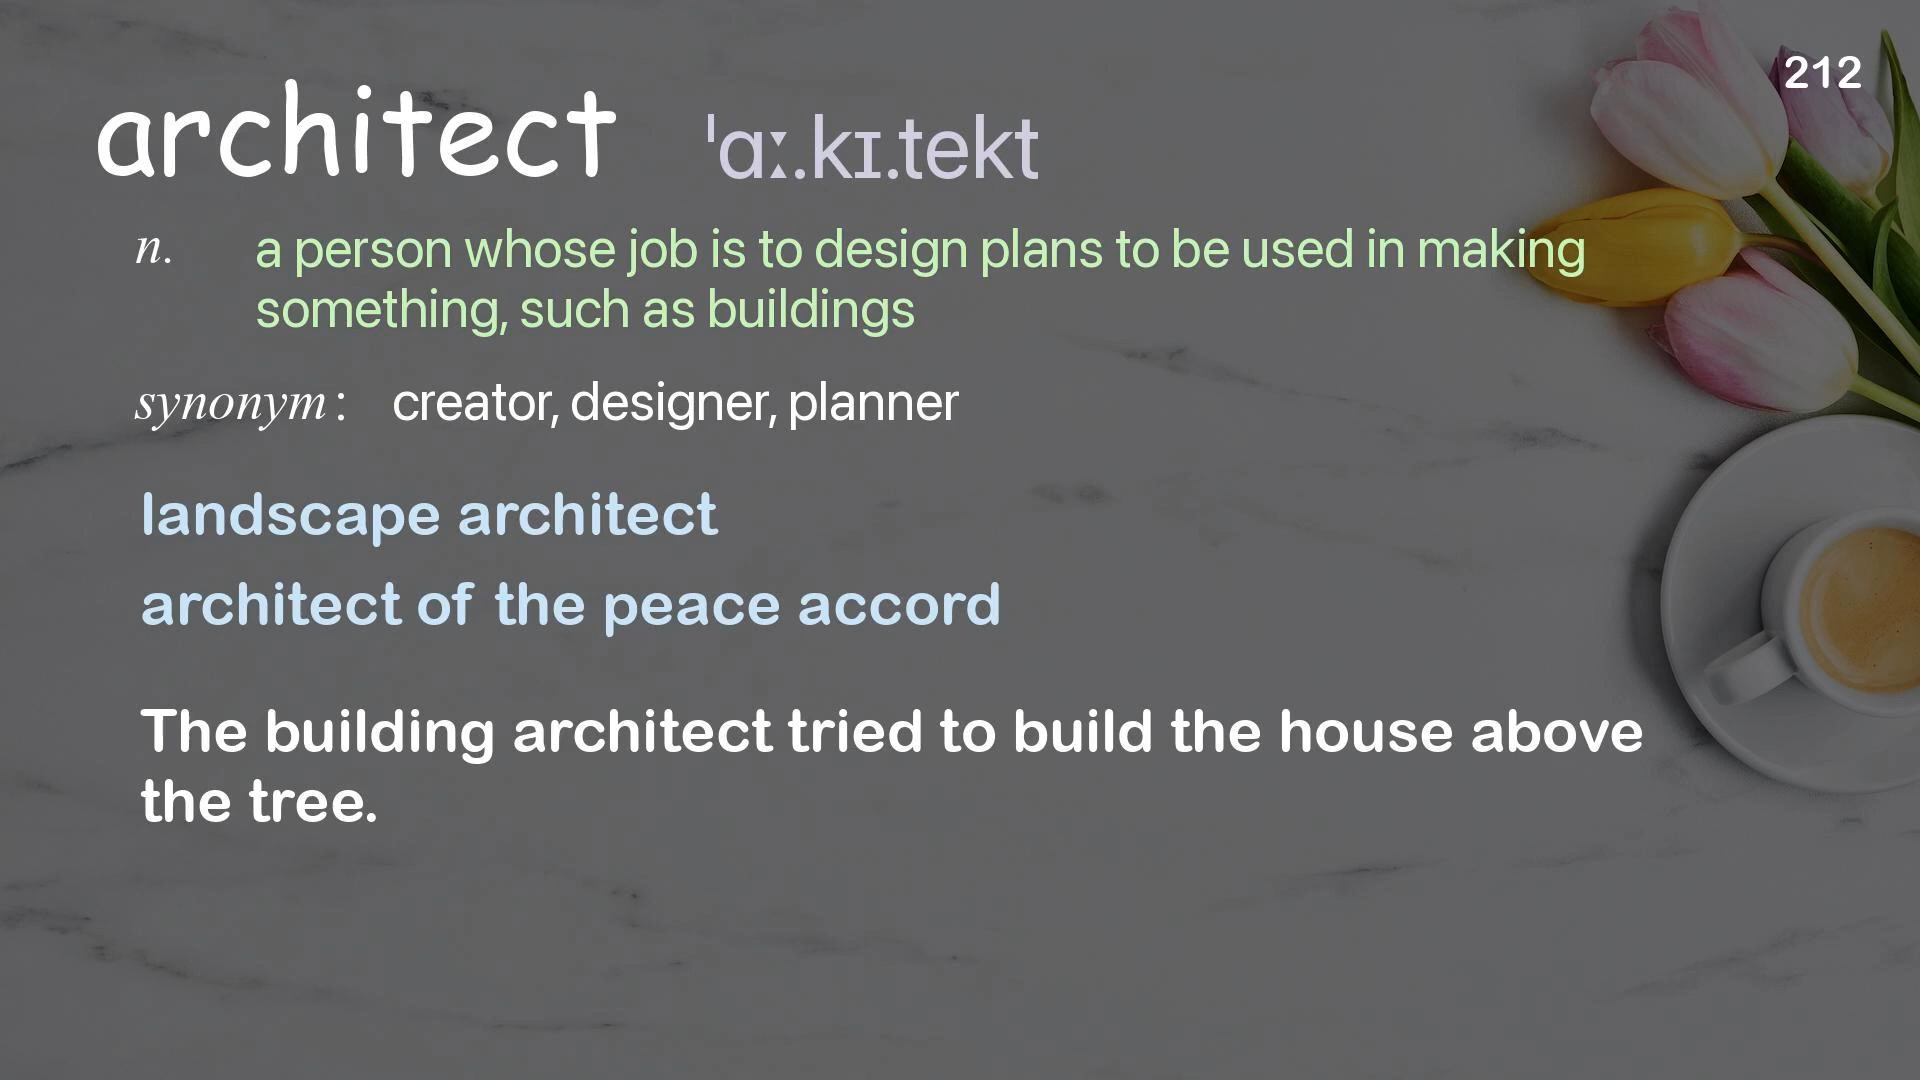 212
architect ˈɑː.kɪ.tekt
n. a person whose job is to design plans to be used in making
something, such as buildings
synonym: creator, designer, planner
landscape architect
architect of the peace accord
The building architect tried to build the house above
the tree.